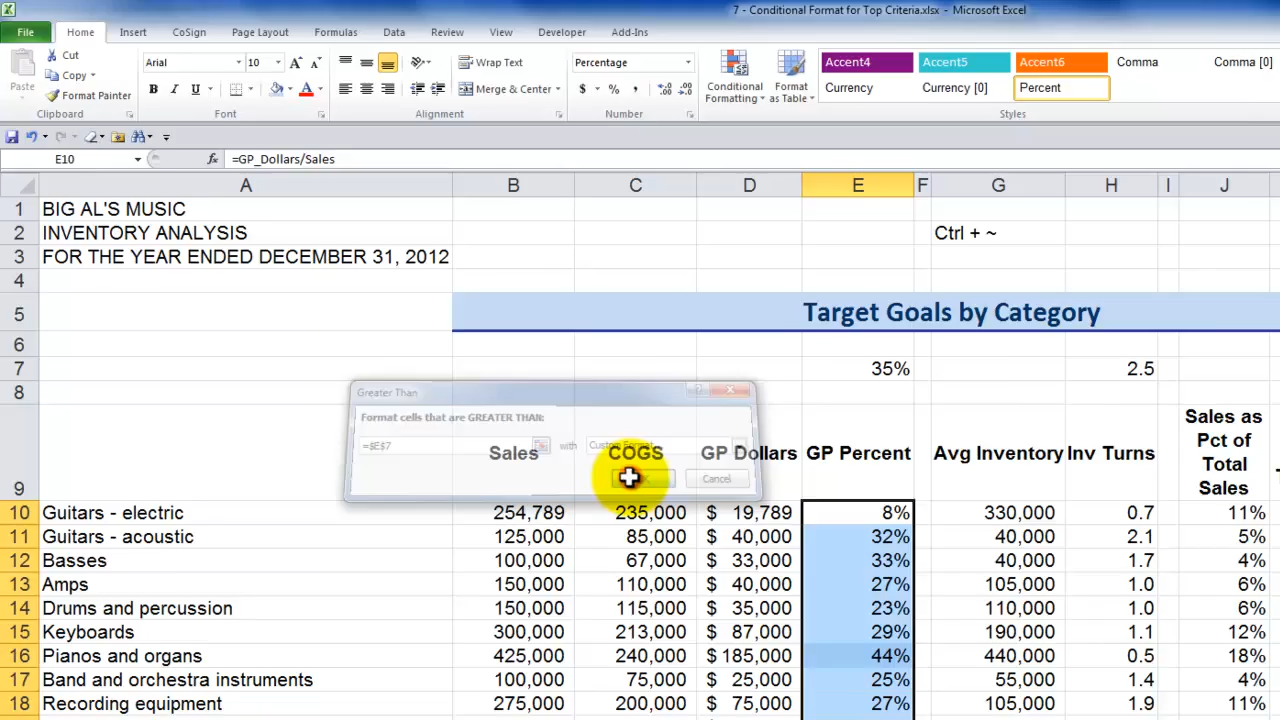 7 - Conditional Format for Top Criteria.xlsx - Microsoft Excel
File Home Insert CoSign Page Layout Formulas Data Review View Developer Add-Ins
Cut Arial 10 Wrap Text Percentage Accent4 Accent5 Accent6 Comma Comma [0]
Copy Conditional Format Currency Currency [0] Percent
Paste Format Painter B I U A Merge & Center $ % , Formatting as Table
Clipboard Font Alignment Number Styles
E10 fx =GP_Dollars/Sales
A B C D E F G H I J
1 BIG AL'S MUSIC
2 INVENTORY ANALYSIS Ctrl + ~
3 FOR THE YEAR ENDED DECEMBER 31, 2012
4
5 Target Goals by Category
6
7 35% 2.5
8
Greater Than
Format cells that are GREATER THAN:
=$E$7 with Custom Format
Cancel
9 Sales COGS GP Dollars GP Percent Avg Inventory Inv Turns Sales as Pct of Total Sales
10 Guitars - electric 254,789 235,000 $ 19,789 8% 330,000 0.7 11%
11 Guitars - acoustic 125,000 85,000 $ 40,000 32% 40,000 2.1 5%
12 Basses 100,000 67,000 $ 33,000 33% 40,000 1.7 4%
13 Amps 150,000 110,000 $ 40,000 27% 105,000 1.0 6%
14 Drums and percussion 150,000 115,000 $ 35,000 23% 110,000 1.0 6%
15 Keyboards 300,000 213,000 $ 87,000 29% 190,000 1.1 12%
16 Pianos and organs 425,000 240,000 $ 185,000 44% 440,000 0.5 18%
17 Band and orchestra instruments 100,000 75,000 $ 25,000 25% 55,000 1.4 4%
18 Recording equipment 275,000 200,000 $ 75,000 27% 100,000 1.9 11%